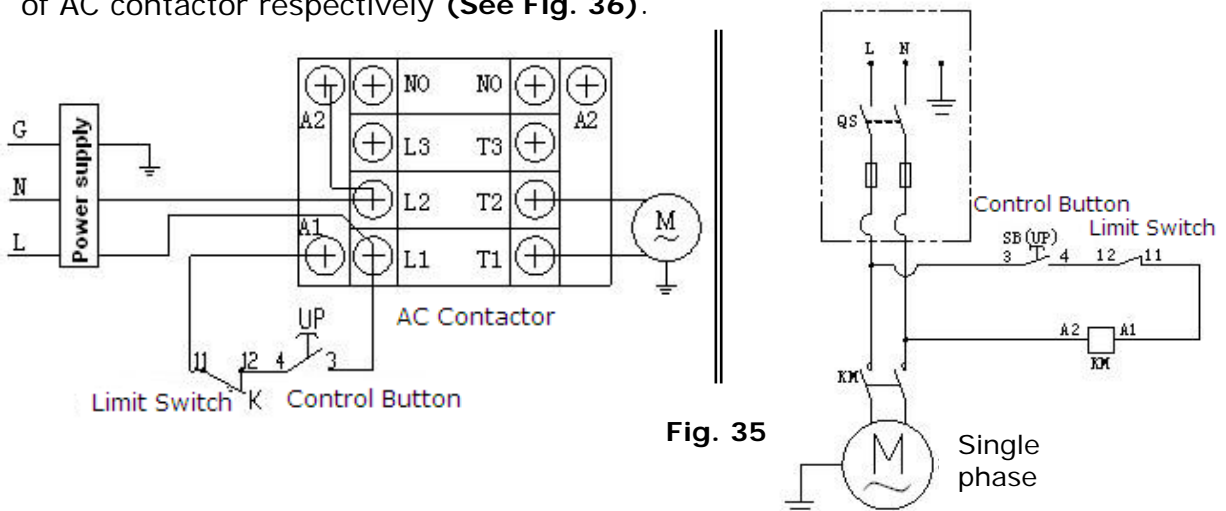 of AC contactor respectively (See Fig. 36).
G
N
L
Power supply
A2
NO
NO
A2
L3
T3
L2
T2
A1
L1
T1
M
~
AC Contactor
UP
11
12
4
3
Limit Switch
K
Control Button
Fig. 35
L
N
QS
Control Button
Limit Switch
SB(UP)
3
4
12
11
A2
A1
KM
KM
M
~
Single
phase